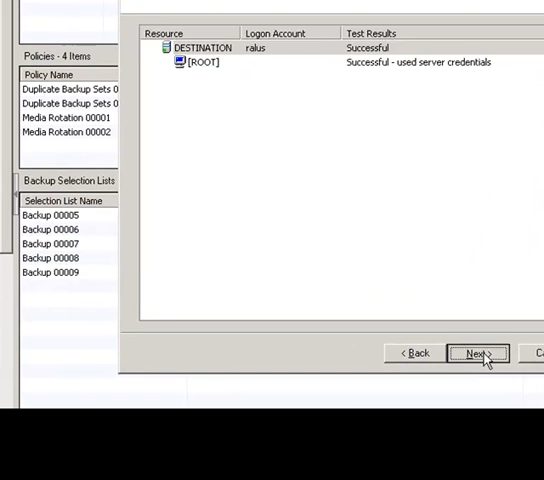 Resource Logon Account Test Results
DESTINATION ralus Successful
[ROOT] Successful - used server credentials
Policies - 4 Items
Policy Name
Duplicate Backup Sets 0
Duplicate Backup Sets 0
Media Rotation 00001
Media Rotation 00002
Backup Selection Lists
Selection List Name
Backup 00005
Backup 00006
Backup 00007
Backup 00008
Backup 00009
< Back Next > Ca